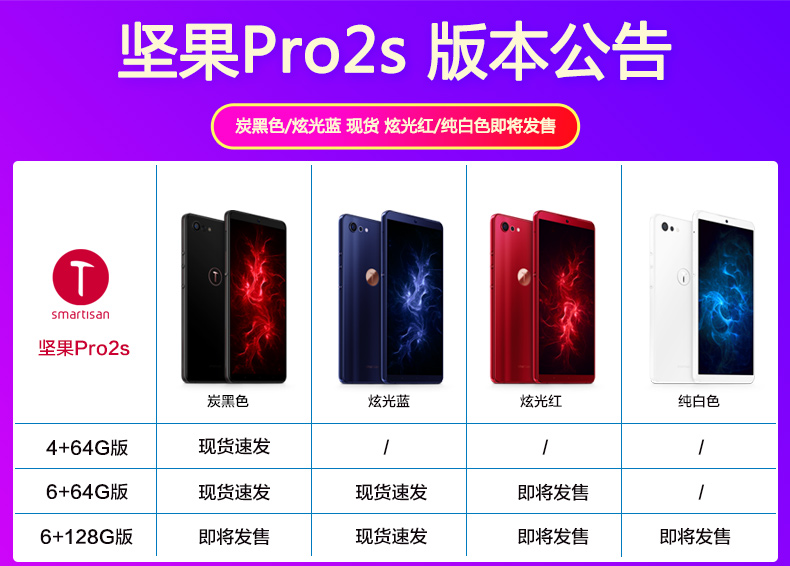 坚果Pro2s 版本公告
炭黑色/炫光蓝 现货 炫光红/纯白色即将发售
smartisan
坚果Pro2s
炭黑色 炫光蓝 炫光红 纯白色
4+64G版 现货速发 / / /
6+64G版 现货速发 现货速发 即将发售 /
6+128G版 即将发售 现货速发 即将发售 即将发售